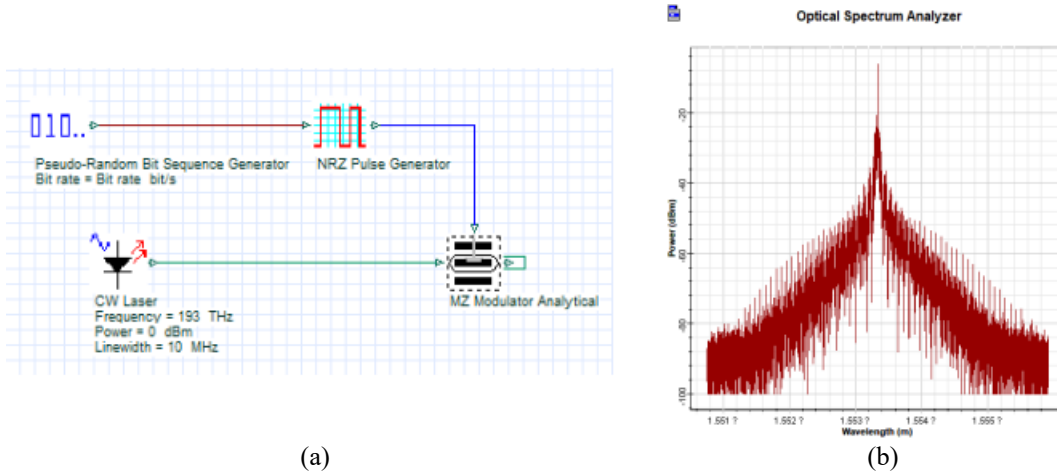 010..
Pseudo-Random Bit Sequence Generator
Bit rate = Bit rate bit/s
NRZ Pulse Generator
CW Laser
Frequency = 193 THz
Power = 0 dBm
Linewidth = 10 MHz
MZ Modulator Analytical
(a)
Optical Spectrum Analyzer
Power (dBm)
-20
-40
-60
-80
-100
1.551 ?
1.552 ?
1.553 ?
1.554 ?
1.555 ?
Wavelength (m)
(b)